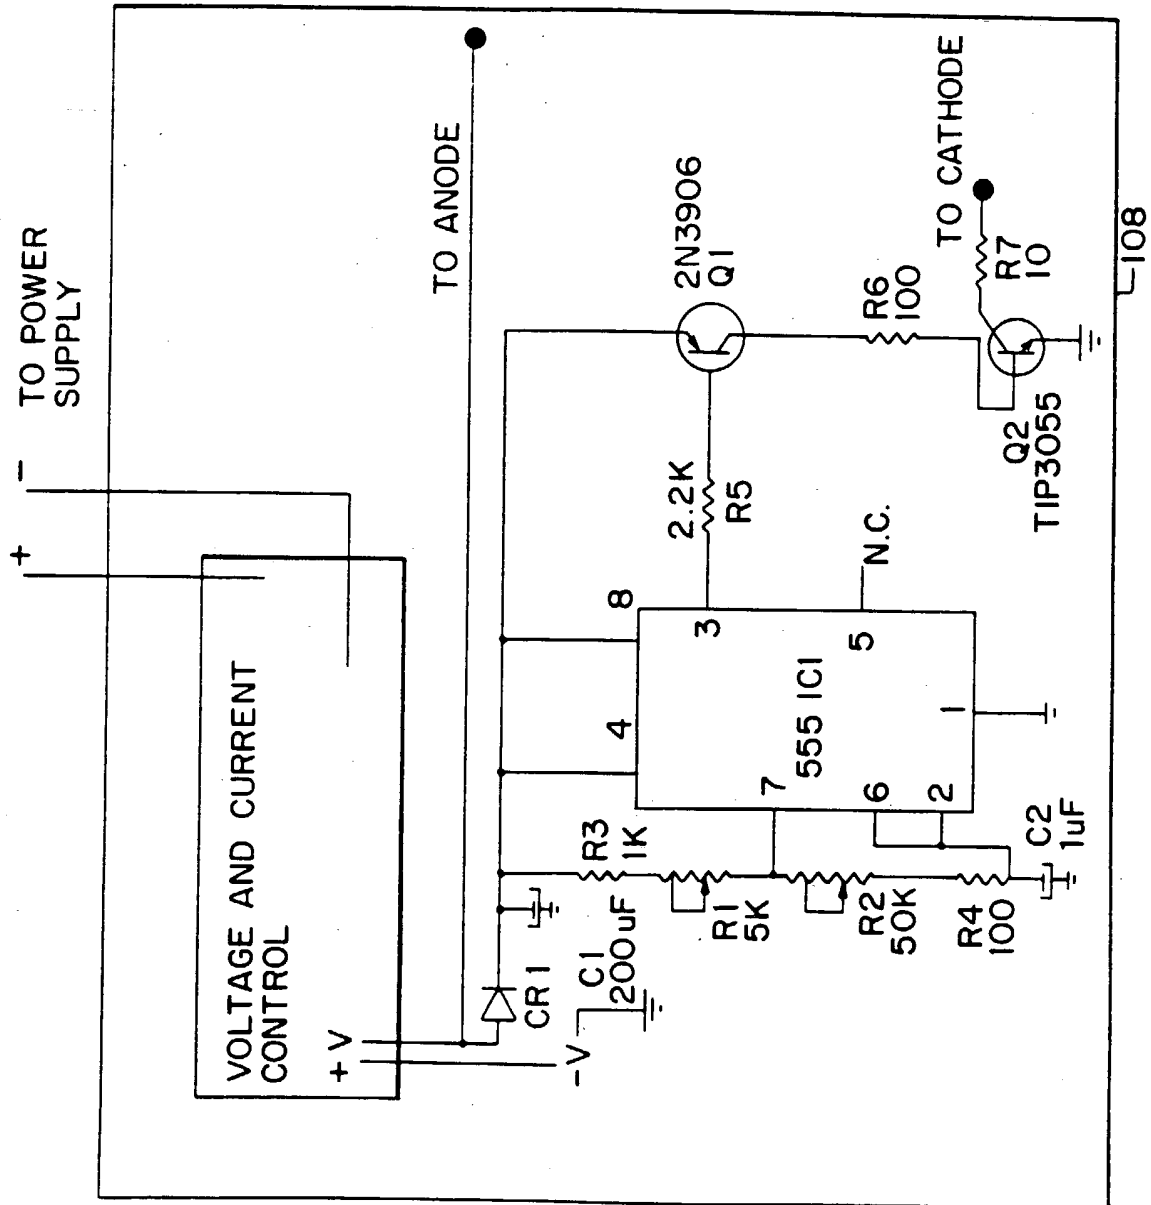 +
-
TO POWER
SUPPLY
VOLTAGE AND CURRENT
CONTROL
+ V
TO ANODE
CR1
-V
C1
200uF
R3
1K
R1
5K
R2
50K
R4
100
C2
1uF
4
8
7
3
555 IC1
6
2
5
1
N.C.
2.2K
R5
2N3906
Q1
R6
100
Q2
TIP3055
R7
10
TO CATHODE
108